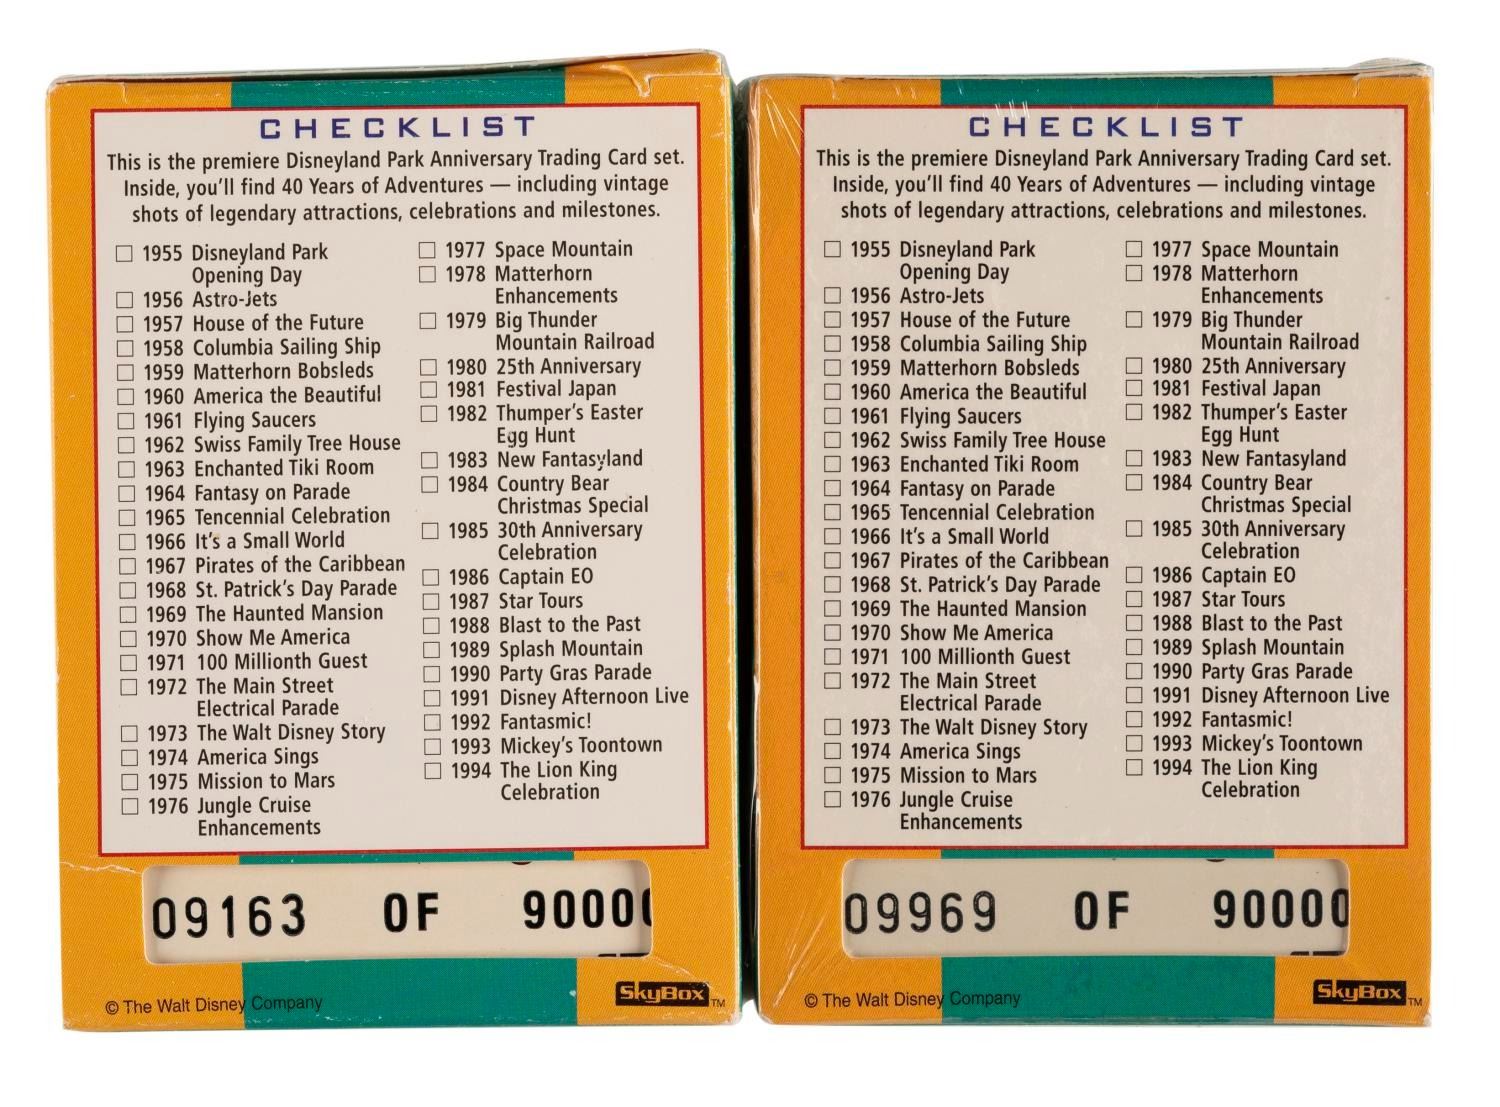 CHECKLIST
This is the premiere Disneyland Park Anniversary Trading Card set.
Inside, you'll find 40 Years of Adventures — including vintage
shots of legendary attractions, celebrations and milestones.
1955 Disneyland Park
Opening Day
1956 Astro-Jets
1957 House of the Future
1958 Columbia Sailing Ship
1959 Matterhorn Bobsleds
1960 America the Beautiful
1961 Flying Saucers
1962 Swiss Family Tree House
1963 Enchanted Tiki Room
1964 Fantasy on Parade
1965 Tencennial Celebration
1966 It's a Small World
1967 Pirates of the Caribbean
1968 St. Patrick's Day Parade
1969 The Haunted Mansion
1970 Show Me America
1971 100 Millionth Guest
1972 The Main Street
Electrical Parade
1973 The Walt Disney Story
1974 America Sings
1975 Mission to Mars
1976 Jungle Cruise
Enhancements
1977 Space Mountain
1978 Matterhorn
Enhancements
1979 Big Thunder
Mountain Railroad
1980 25th Anniversary
1981 Festival Japan
1982 Thumper's Easter
Egg Hunt
1983 New Fantasyland
1984 Country Bear
Christmas Special
1985 30th Anniversary
Celebration
1986 Captain EO
1987 Star Tours
1988 Blast to the Past
1989 Splash Mountain
1990 Party Gras Parade
1991 Disney Afternoon Live
1992 Fantasmic!
1993 Mickey's Toontown
1994 The Lion King
Celebration
09163 OF 90000
© The Walt Disney Company
SkyBox TM
CHECKLIST
This is the premiere Disneyland Park Anniversary Trading Card set.
Inside, you'll find 40 Years of Adventures — including vintage
shots of legendary attractions, celebrations and milestones.
1955 Disneyland Park
Opening Day
1956 Astro-Jets
1957 House of the Future
1958 Columbia Sailing Ship
1959 Matterhorn Bobsleds
1960 America the Beautiful
1961 Flying Saucers
1962 Swiss Family Tree House
1963 Enchanted Tiki Room
1964 Fantasy on Parade
1965 Tencennial Celebration
1966 It's a Small World
1967 Pirates of the Caribbean
1968 St. Patrick's Day Parade
1969 The Haunted Mansion
1970 Show Me America
1971 100 Millionth Guest
1972 The Main Street
Electrical Parade
1973 The Walt Disney Story
1974 America Sings
1975 Mission to Mars
1976 Jungle Cruise
Enhancements
1977 Space Mountain
1978 Matterhorn
Enhancements
1979 Big Thunder
Mountain Railroad
1980 25th Anniversary
1981 Festival Japan
1982 Thumper's Easter
Egg Hunt
1983 New Fantasyland
1984 Country Bear
Christmas Special
1985 30th Anniversary
Celebration
1986 Captain EO
1987 Star Tours
1988 Blast to the Past
1989 Splash Mountain
1990 Party Gras Parade
1991 Disney Afternoon Live
1992 Fantasmic!
1993 Mickey's Toontown
1994 The Lion King
Celebration
09969 OF 90000
© The Walt Disney Company
SkyBox TM